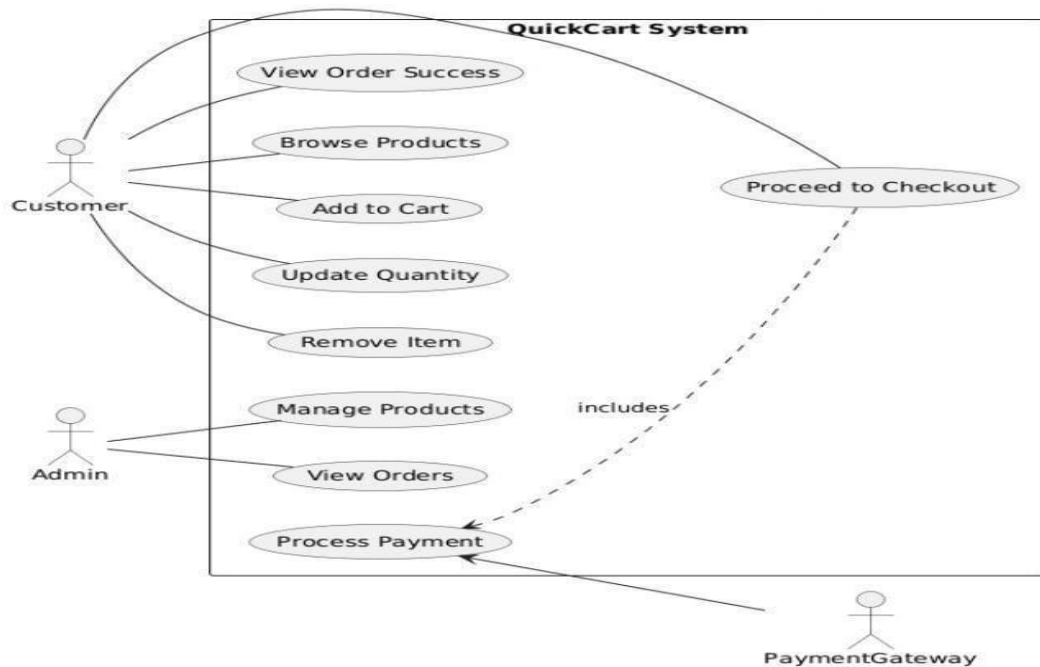 QuickCart System
View Order Success
Browse Products
Proceed to Checkout
Customer
Add to Cart
Update Quantity
Remove Item
Manage Products
includes
Admin
View Orders
Process Payment
PaymentGateway